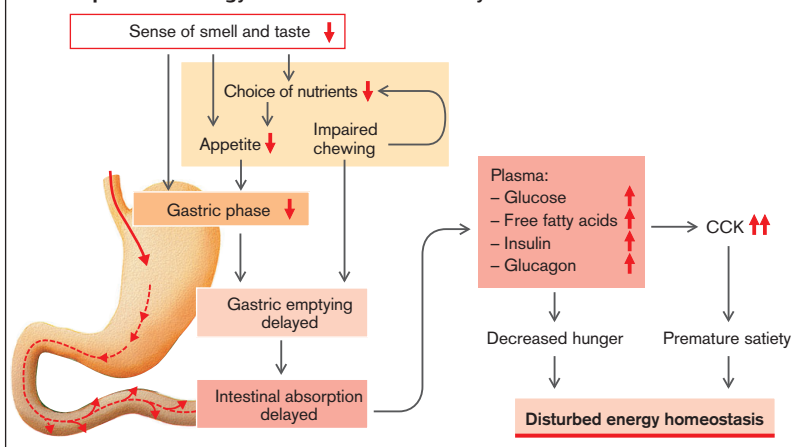 Sense of smell and taste
Choice of nutrients
Appetite
Impaired
chewing
Gastric phase
Gastric emptying
delayed
Intestinal absorption
delayed
Plasma:
– Glucose
– Free fatty acids
– Insulin
– Glucagon
CCK
Decreased hunger
Premature satiety
Disturbed energy homeostasis